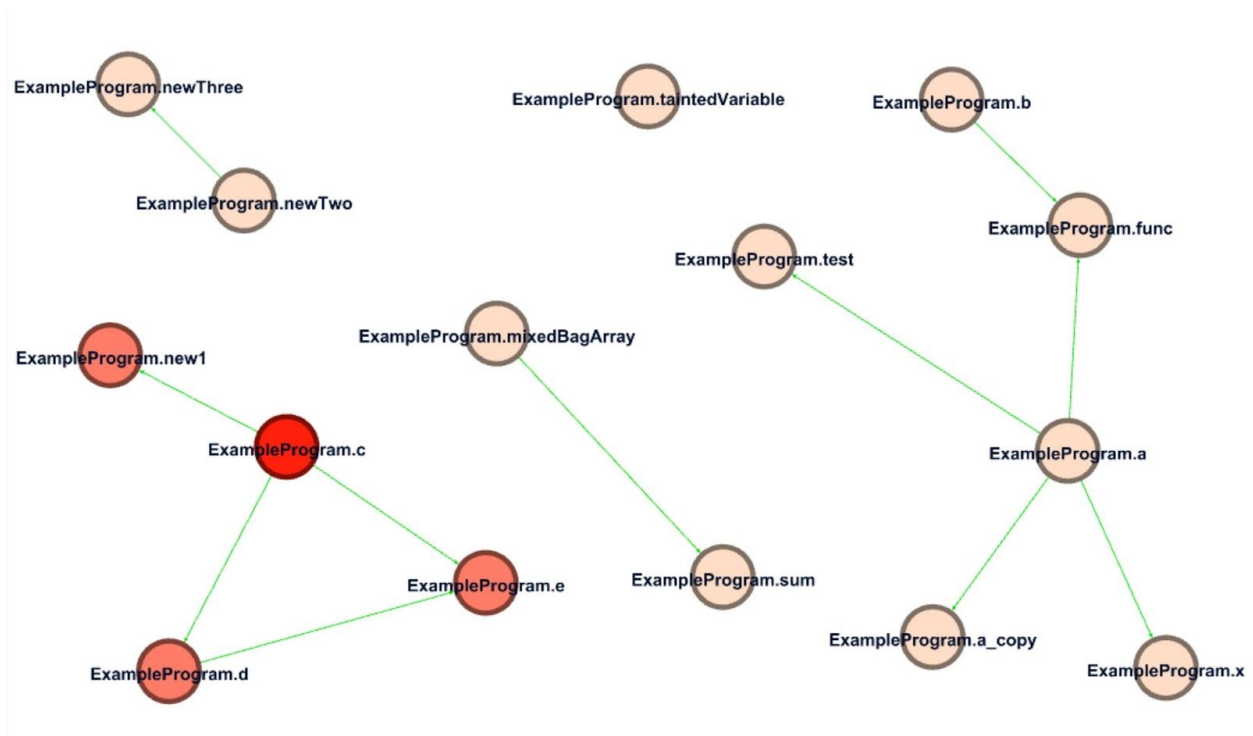 ExampleProgram.newThree
ExampleProgram.taintedVariable
ExampleProgram.b
ExampleProgram.newTwo
ExampleProgram.func
ExampleProgram.test
ExampleProgram.mixedBagArray
ExampleProgram.new1
ExampleProgram.c
ExampleProgram.a
ExampleProgram.sum
ExampleProgram.e
ExampleProgram.a_copy
ExampleProgram.x
ExampleProgram.d